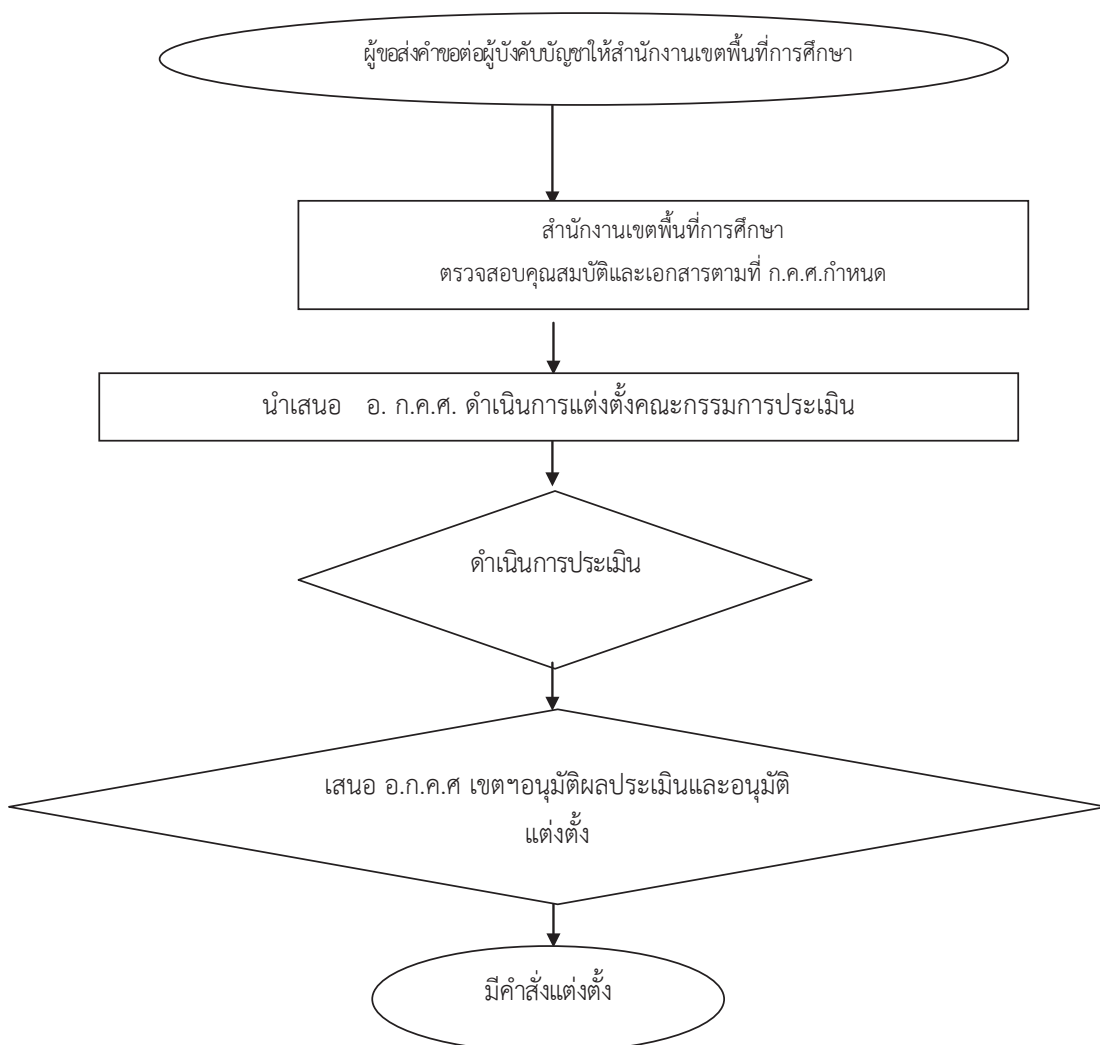 ผู้ขอส่งคำขอต่อผู้บังคับบัญชาให้สำนักงานเขตพื้นที่การศึกษา
สำนักงานเขตพื้นที่การศึกษา
ตรวจสอบคุณสมบัติและเอกสารตามที่ ก.ค.ศ.กำหนด
นำเสนอ อ. ก.ค.ศ. ดำเนินการแต่งตั้งคณะกรรมการประเมิน
ดำเนินการประเมิน
เสนอ อ.ก.ค.ศ เขตฯอนุมัติผลประเมินและอนุมัติ
แต่งตั้ง
มีคำสั่งแต่งตั้ง